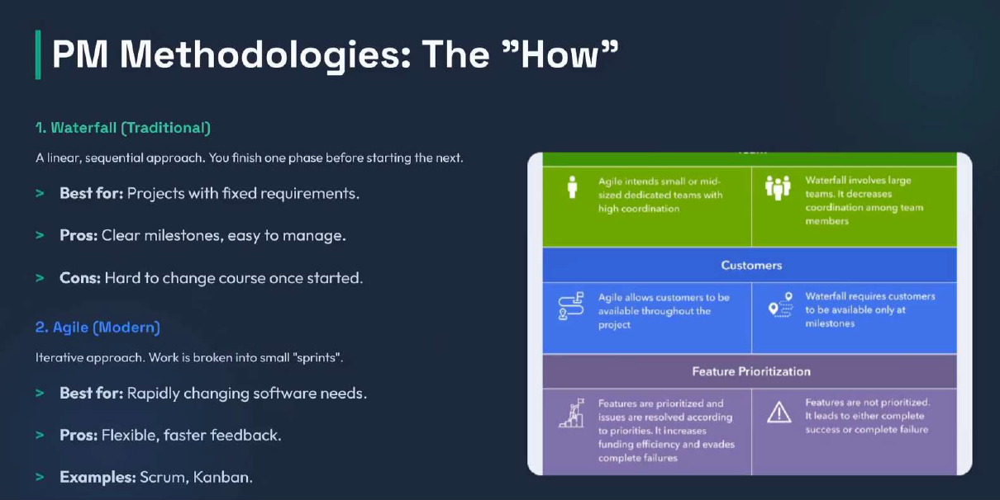 PM Methodologies: The ”How”
1. Waterfall (Traditional)
A linear, sequential approach. You finish one phase before starting the next.
> Best for: Projects with fixed requirements.
> Pros: Clear milestones, easy to manage.
> Cons: Hard to change course once started.
2. Agile (Modern)
Iterative approach. Work is broken into small "sprints".
> Best for: Rapidly changing software needs.
> Pros: Flexible, faster feedback.
> Examples: Scrum, Kanban.
Agile intends small or mid-
sized dedicated teams with
high coordination
Waterfall involves large
teams. It decreases
coordination among team
members
Customers
Agile allows customers to be
available throughout the
project
Waterfall requires customers
to be available only at
milestones
Feature Prioritization
Features are prioritized and
issues are resolved according
to priorities. It increases
funding efficiency and evades
complete failures
Features are not prioritized.
It leads to either complete
success or complete failure